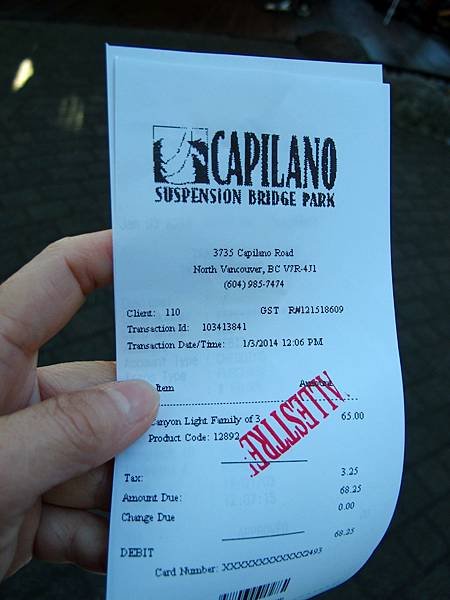 CAPILANO
SUSPENSION BRIDGE PARK
3735 Capilano Road
North Vancouver, BC V7R-4J1
(604) 985-7474
Client: 110 GST R#121518609
Transaction Id: 103413841
Transaction Date/Time: 1/3/2014 12:06 PM
Item Amount
Canyon Light Family of 3 65.00
Product Code: 12892
ALLESTREE
Tax: 3.25
Amount Due: 68.25
Change Due 0.00
DEBIT 68.25
Card Number: XXXXXXXXXXXX2493